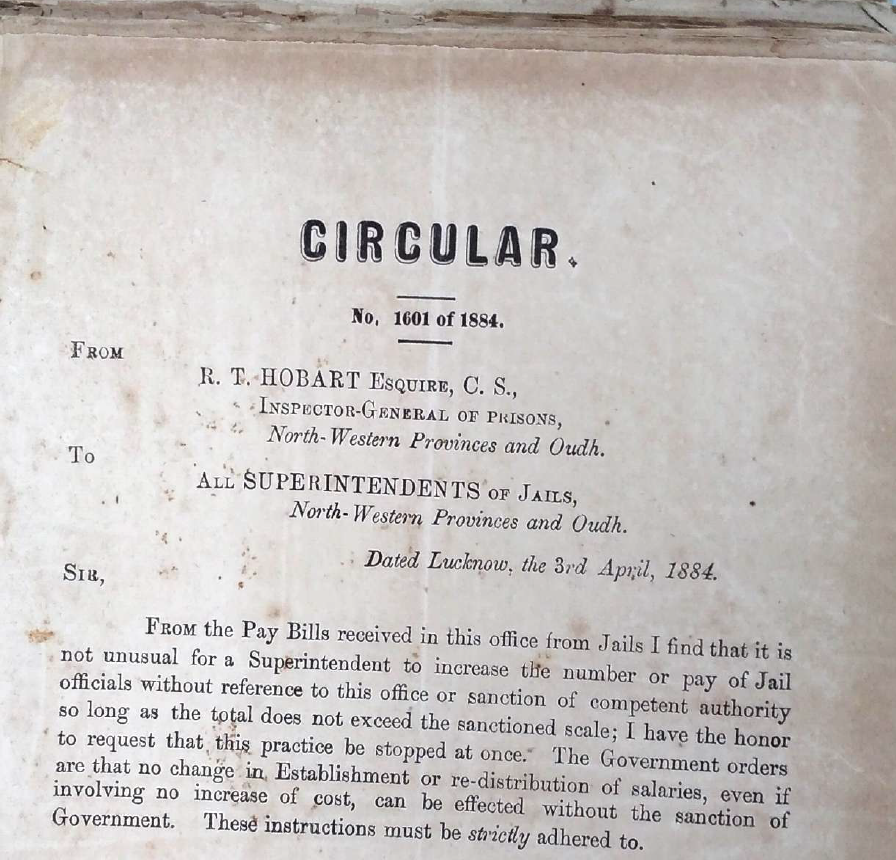 CIRCULAR.
No. 1601 of 1884.
FROM
R. T. HOBART ESQUIRE, C. S.,
INSPECTOR-GENERAL OF PRISONS,
North-Western Provinces and Oudh.
To
ALL SUPERINTENDENTS OF JAILS,
North-Western Provinces and Oudh.
Dated Lucknow, the 3rd April, 1884.
SIR,
FROM the Pay Bills received in this office from Jails I find that it is
not unusual for a Superintendent to increase the number or pay of Jail
officials without reference to this office or sanction of competent authority
so long as the total does not exceed the sanctioned scale; I have the honor
to request that this practice be stopped at once. The Government orders
are that no change in Establishment or re-distribution of salaries, even if
involving no increase of cost, can be effected without the sanction of
Government. These instructions must be strictly adhered to.